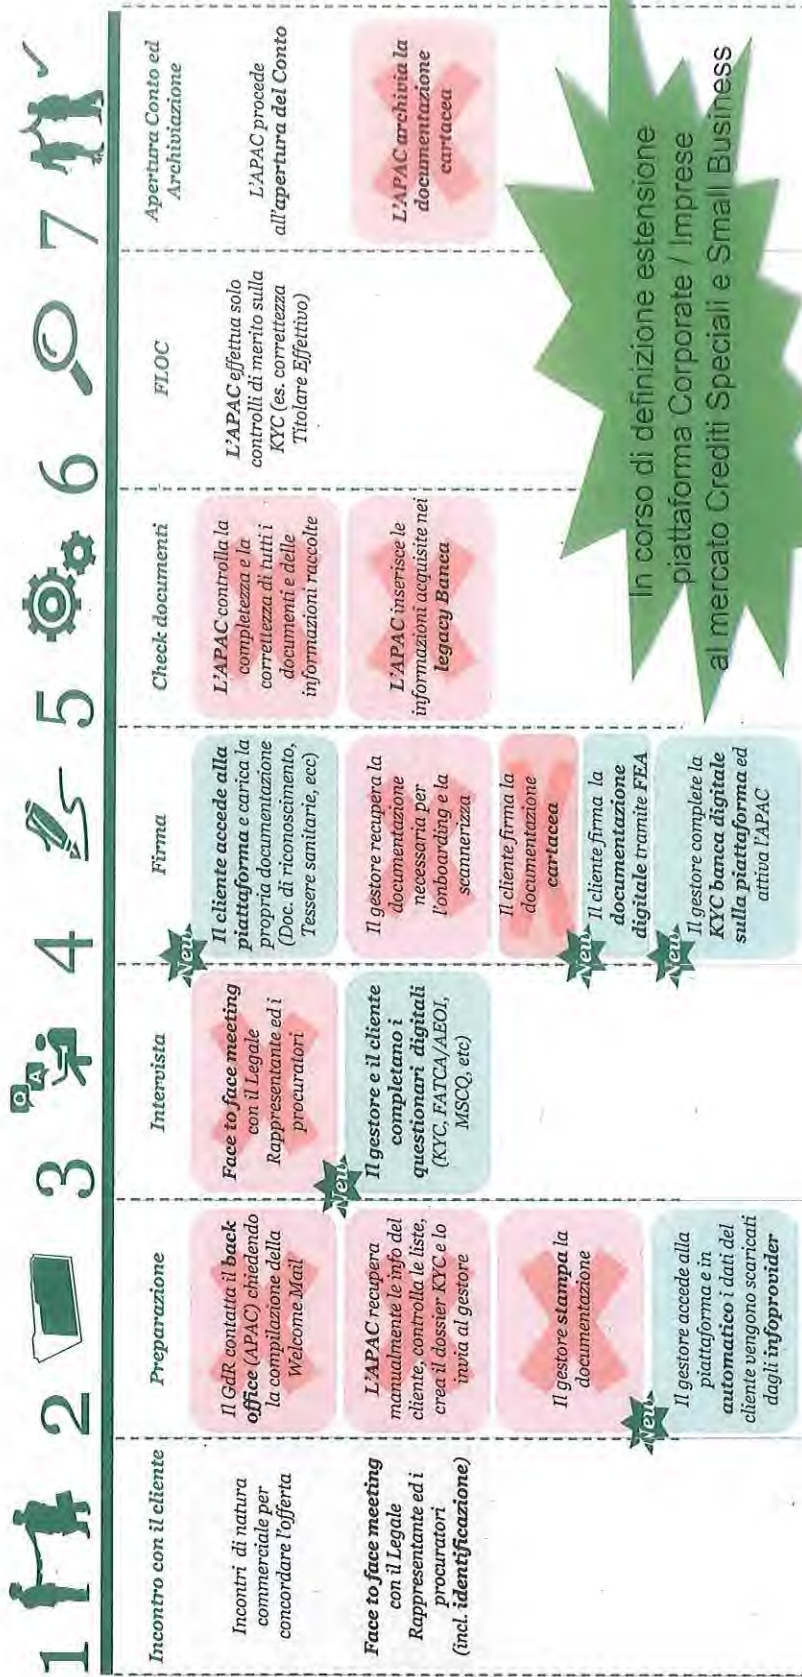 1
Incontro con il cliente
Incontri di natura
commerciale per
concordare l'offerta
Face to face meeting
con il Legale
Rappresentante ed i
procuratori
(incl. identificazione)
2
Preparazione
Il GdR contatta il back
office (APAC) chiedendo
la compilazione della
Welcome Mail
L'APAC recupera
manualmente le info del
cliente, controlla le liste,
crea il dossier KYC e lo
invia al gestore
Il gestore stampa la
documentazione
New
Il gestore accede alla
piattaforma e in
automatico i dati del
cliente vengono scaricati
dagli infoprovider
3
Q
A
Intervista
Face to face meeting
con il Legale
Rappresentante ed i
procuratori
New
Il gestore e il cliente
completano i
questionari digitali
(KYC, FATCA/AEOI,
MSCQ, etc)
4
Firma
New
Il cliente accede alla
piattaforma e carica la
propria documentazione
(Doc. di riconoscimento,
Tessere sanitarie, ecc)
Il gestore recupera la
documentazione
necessaria per
l'onboarding e la
scannerizza
Il cliente firma la
documentazione
cartacea
New
Il cliente firma la
documentazione
digitale tramite FEA
New
Il gestore complete la
KYC banca digitale
sulla piattaforma ed
attiva l'APAC
5
Check documenti
L'APAC controlla la
completezza e la
correttezza di tutti i
documenti e delle
informazioni raccolte
L'APAC inserisce le
informazioni acquisite nei
legacy Banca
6
FLOC
L'APAC effettua solo
controlli di merito sulla
KYC (es. correttezza
Titolare Effettivo)
7
Apertura Conto ed
Archiviazione
L'APAC procede
all'apertura del Conto
L'APAC archivia la
documentazione
cartacea
In corso di definizione estensione
piattaforma Corporate / Imprese
al mercato Crediti Speciali e Small Business